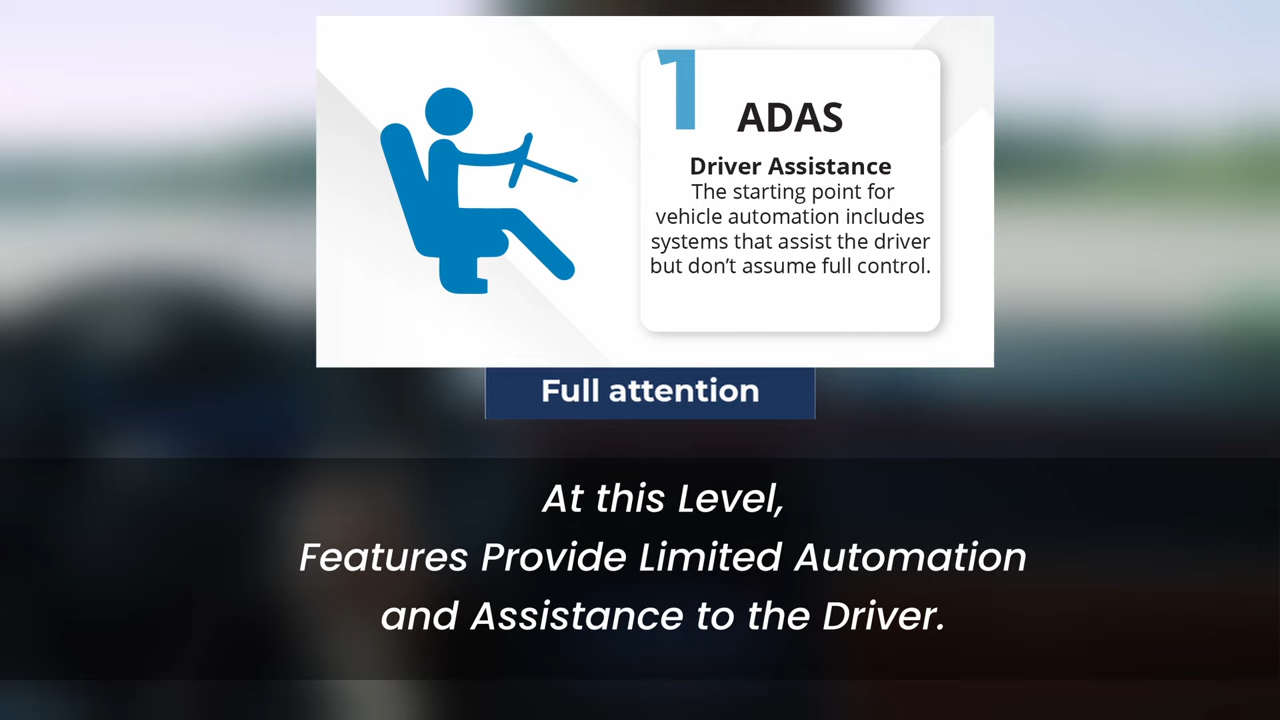 1
ADAS
Driver Assistance
The starting point for
vehicle automation includes
systems that assist the driver
but don’t assume full control.
Full attention
At this Level,
Features Provide Limited Automation
and Assistance to the Driver.